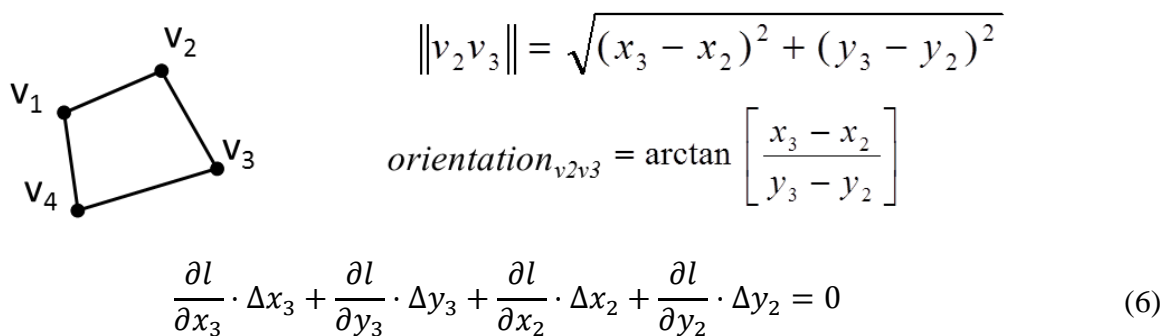 v₂
v₁
v₃
v₄
‖v₂v₃‖ = √((x₃ − x₂)² + (y₃ − y₂)²)
orientation_v2v3 = arctan [ (x₃ − x₂) / (y₃ − y₂) ]
∂l/∂x₃ · Δx₃ + ∂l/∂y₃ · Δy₃ + ∂l/∂x₂ · Δx₂ + ∂l/∂y₂ · Δy₂ = 0 (6)